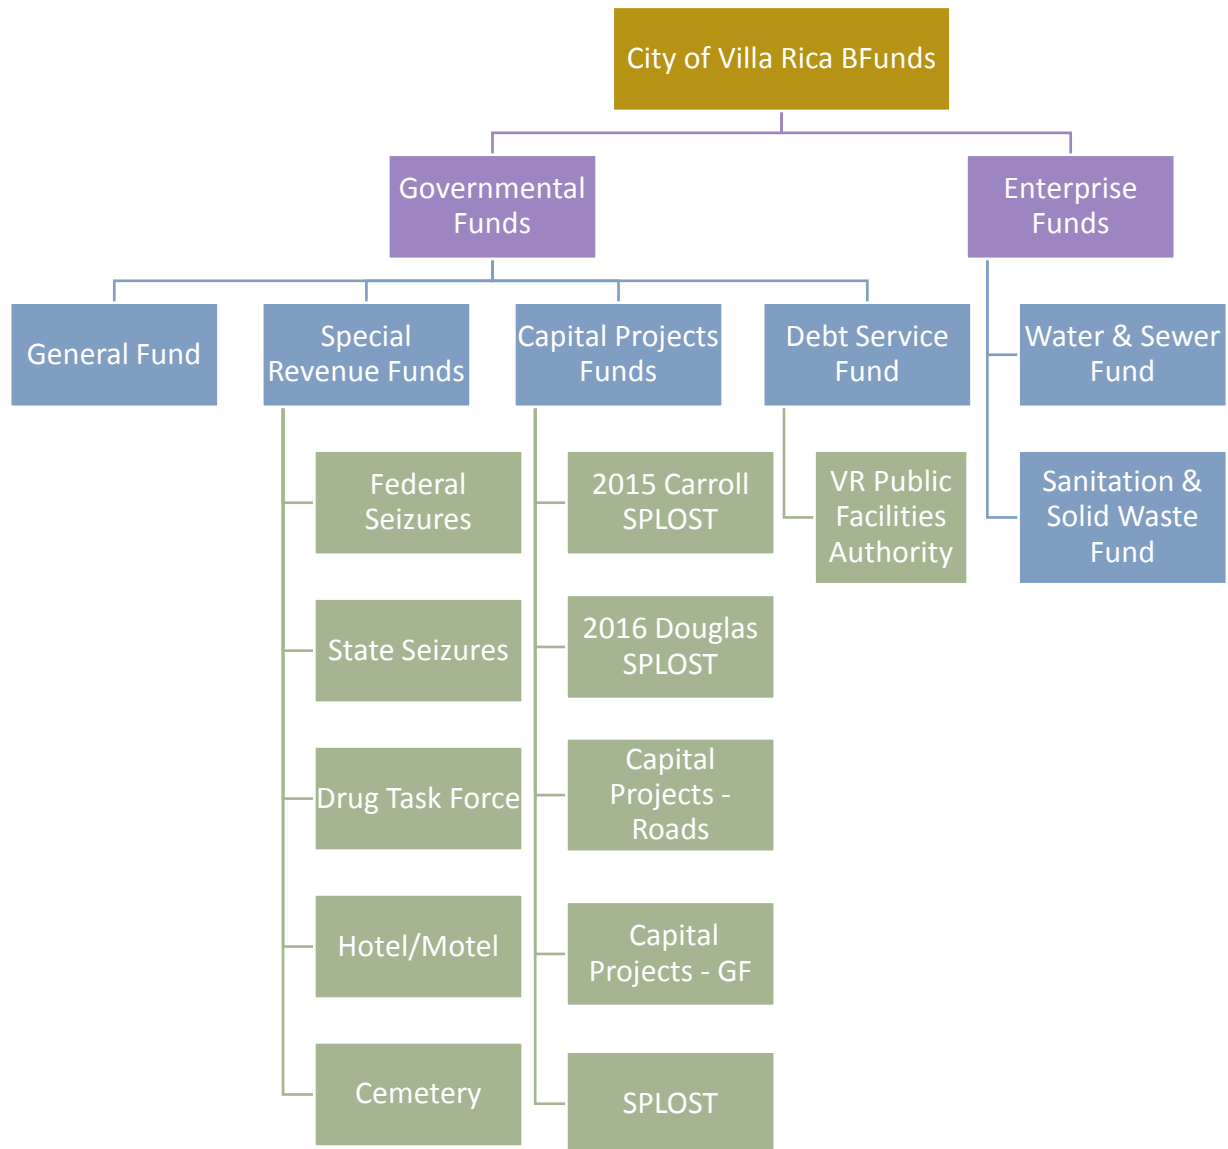 City of Villa Rica BFunds
Governmental
Funds
Enterprise
Funds
General Fund
Special
Revenue Funds
Capital Projects
Funds
Debt Service
Fund
Water & Sewer
Fund
Federal
Seizures
2015 Carroll
SPLOST
VR Public
Facilities
Authority
Sanitation &
Solid Waste
Fund
State Seizures
2016 Douglas
SPLOST
Drug Task Force
Capital
Projects -
Roads
Hotel/Motel
Capital
Projects - GF
Cemetery
SPLOST